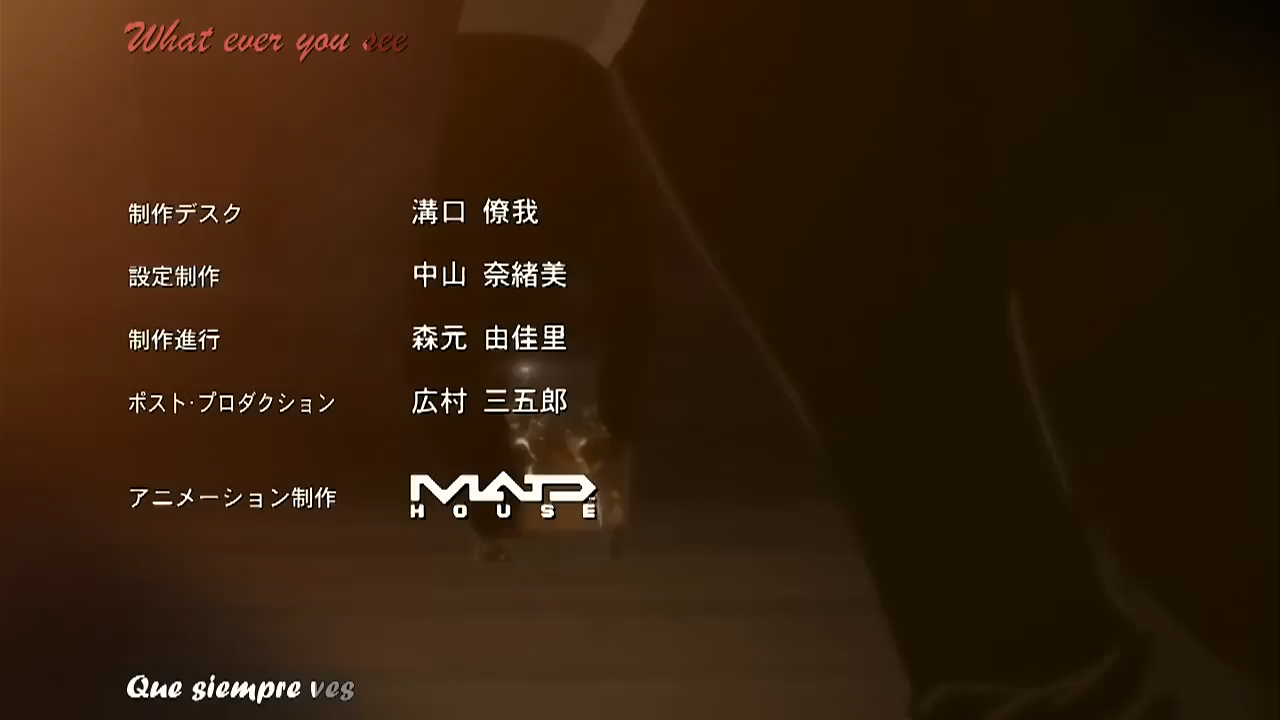 What ever you see
制作デスク 溝口 僚我
設定制作 中山 奈緒美
制作進行 森元 由佳里
ポスト・プロダクション 広村 三五郎
アニメーション制作 MAD HOUSE
Que siempre ves